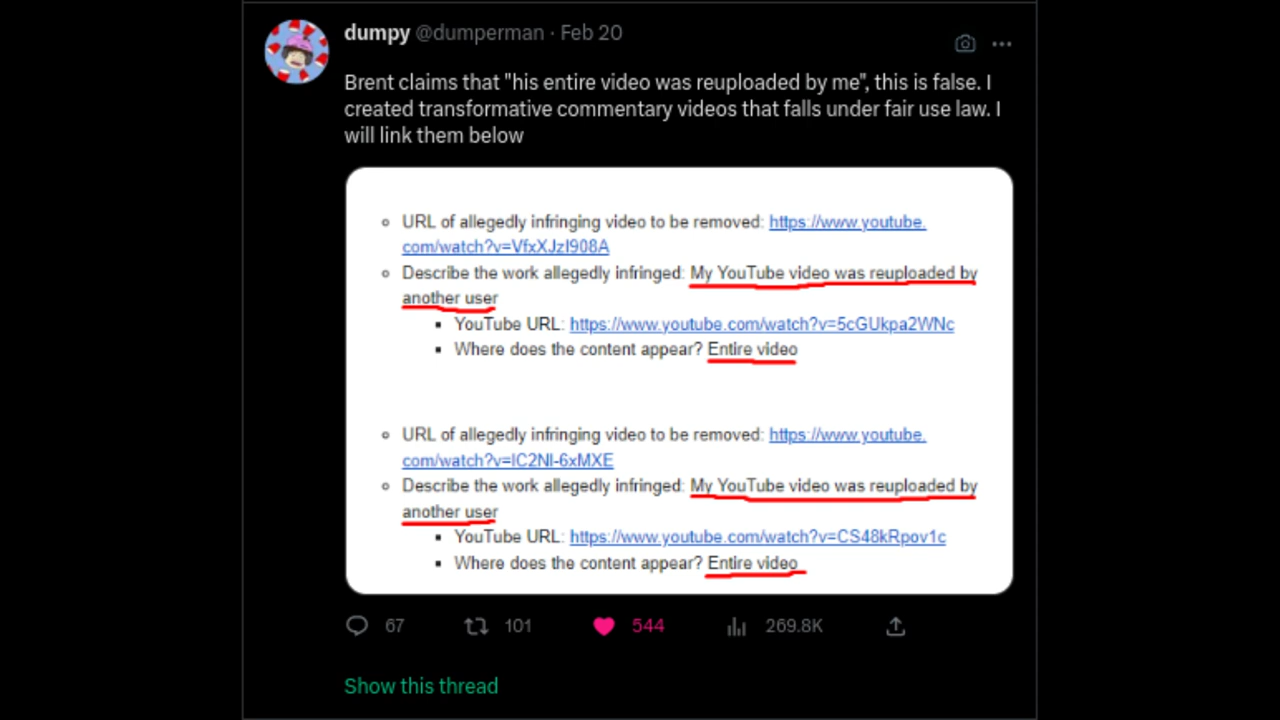 dumpy @dumperman · Feb 20
Brent claims that "his entire video was reuploaded by me", this is false. I
created transformative commentary videos that falls under fair use law. I
will link them below
URL of allegedly infringing video to be removed: https://www.youtube.
com/watch?v=VfxXJzI908A
Describe the work allegedly infringed: My YouTube video was reuploaded by
another user
YouTube URL: https://www.youtube.com/watch?v=5cGUkpa2WNc
Where does the content appear? Entire video
URL of allegedly infringing video to be removed: https://www.youtube.
com/watch?v=IC2NI-6xMXE
Describe the work allegedly infringed: My YouTube video was reuploaded by
another user
YouTube URL: https://www.youtube.com/watch?v=CS48kRpov1c
Where does the content appear? Entire video
67 101 544 269.8K
Show this thread